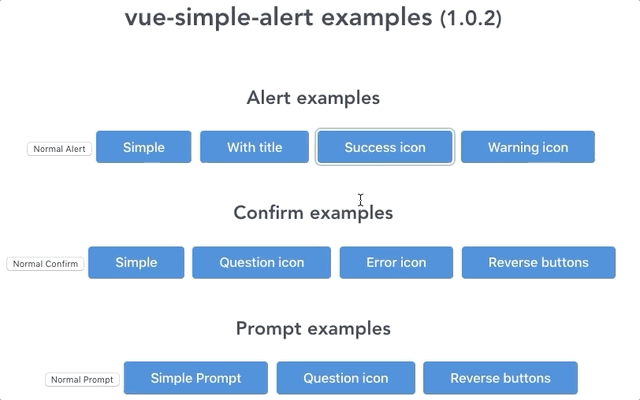 vue-simple-alert examples (1.0.2)
Alert examples
Normal Alert Simple With title Success icon Warning icon
Confirm examples
Normal Confirm Simple Question icon Error icon Reverse buttons
Prompt examples
Normal Prompt Simple Prompt Question icon Reverse buttons